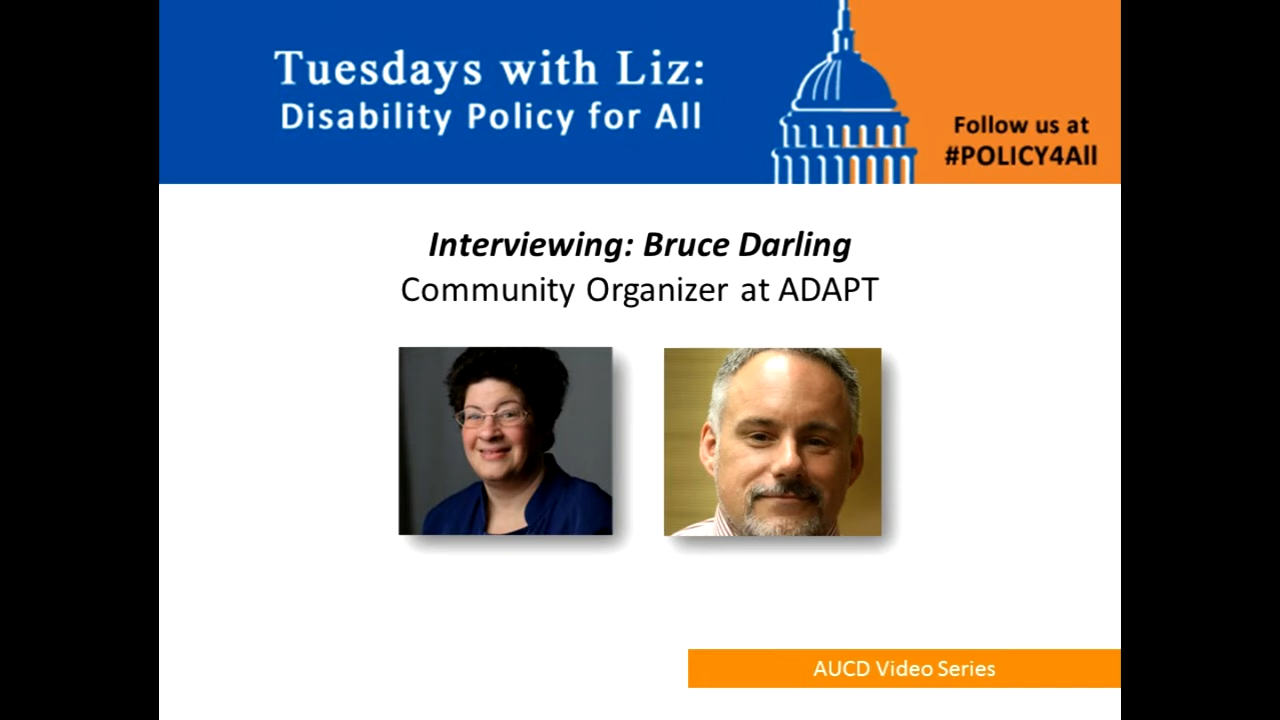 Tuesdays with Liz:
Disability Policy for All
Follow us at
#POLICY4All
Interviewing: Bruce Darling
Community Organizer at ADAPT
AUCD Video Series